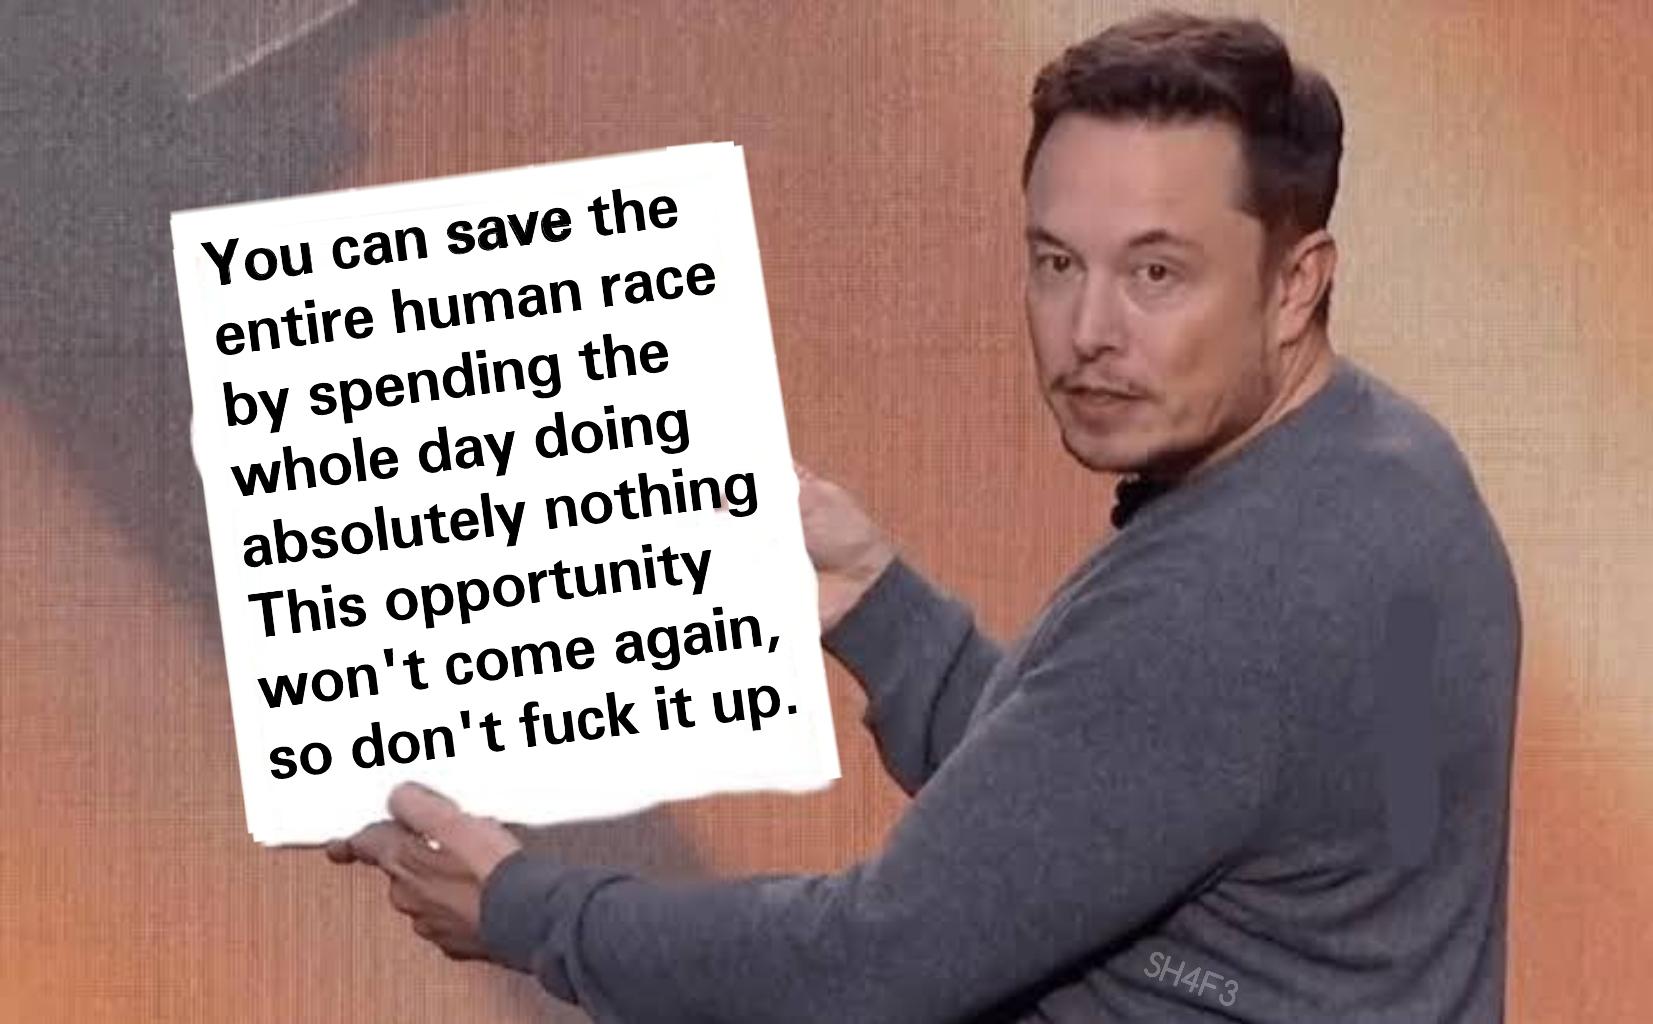 You can save the
entire human race
by spending the
whole day doing
absolutely nothing
This opportunity
won't come again,
so don't fuck it up.
SH4F3